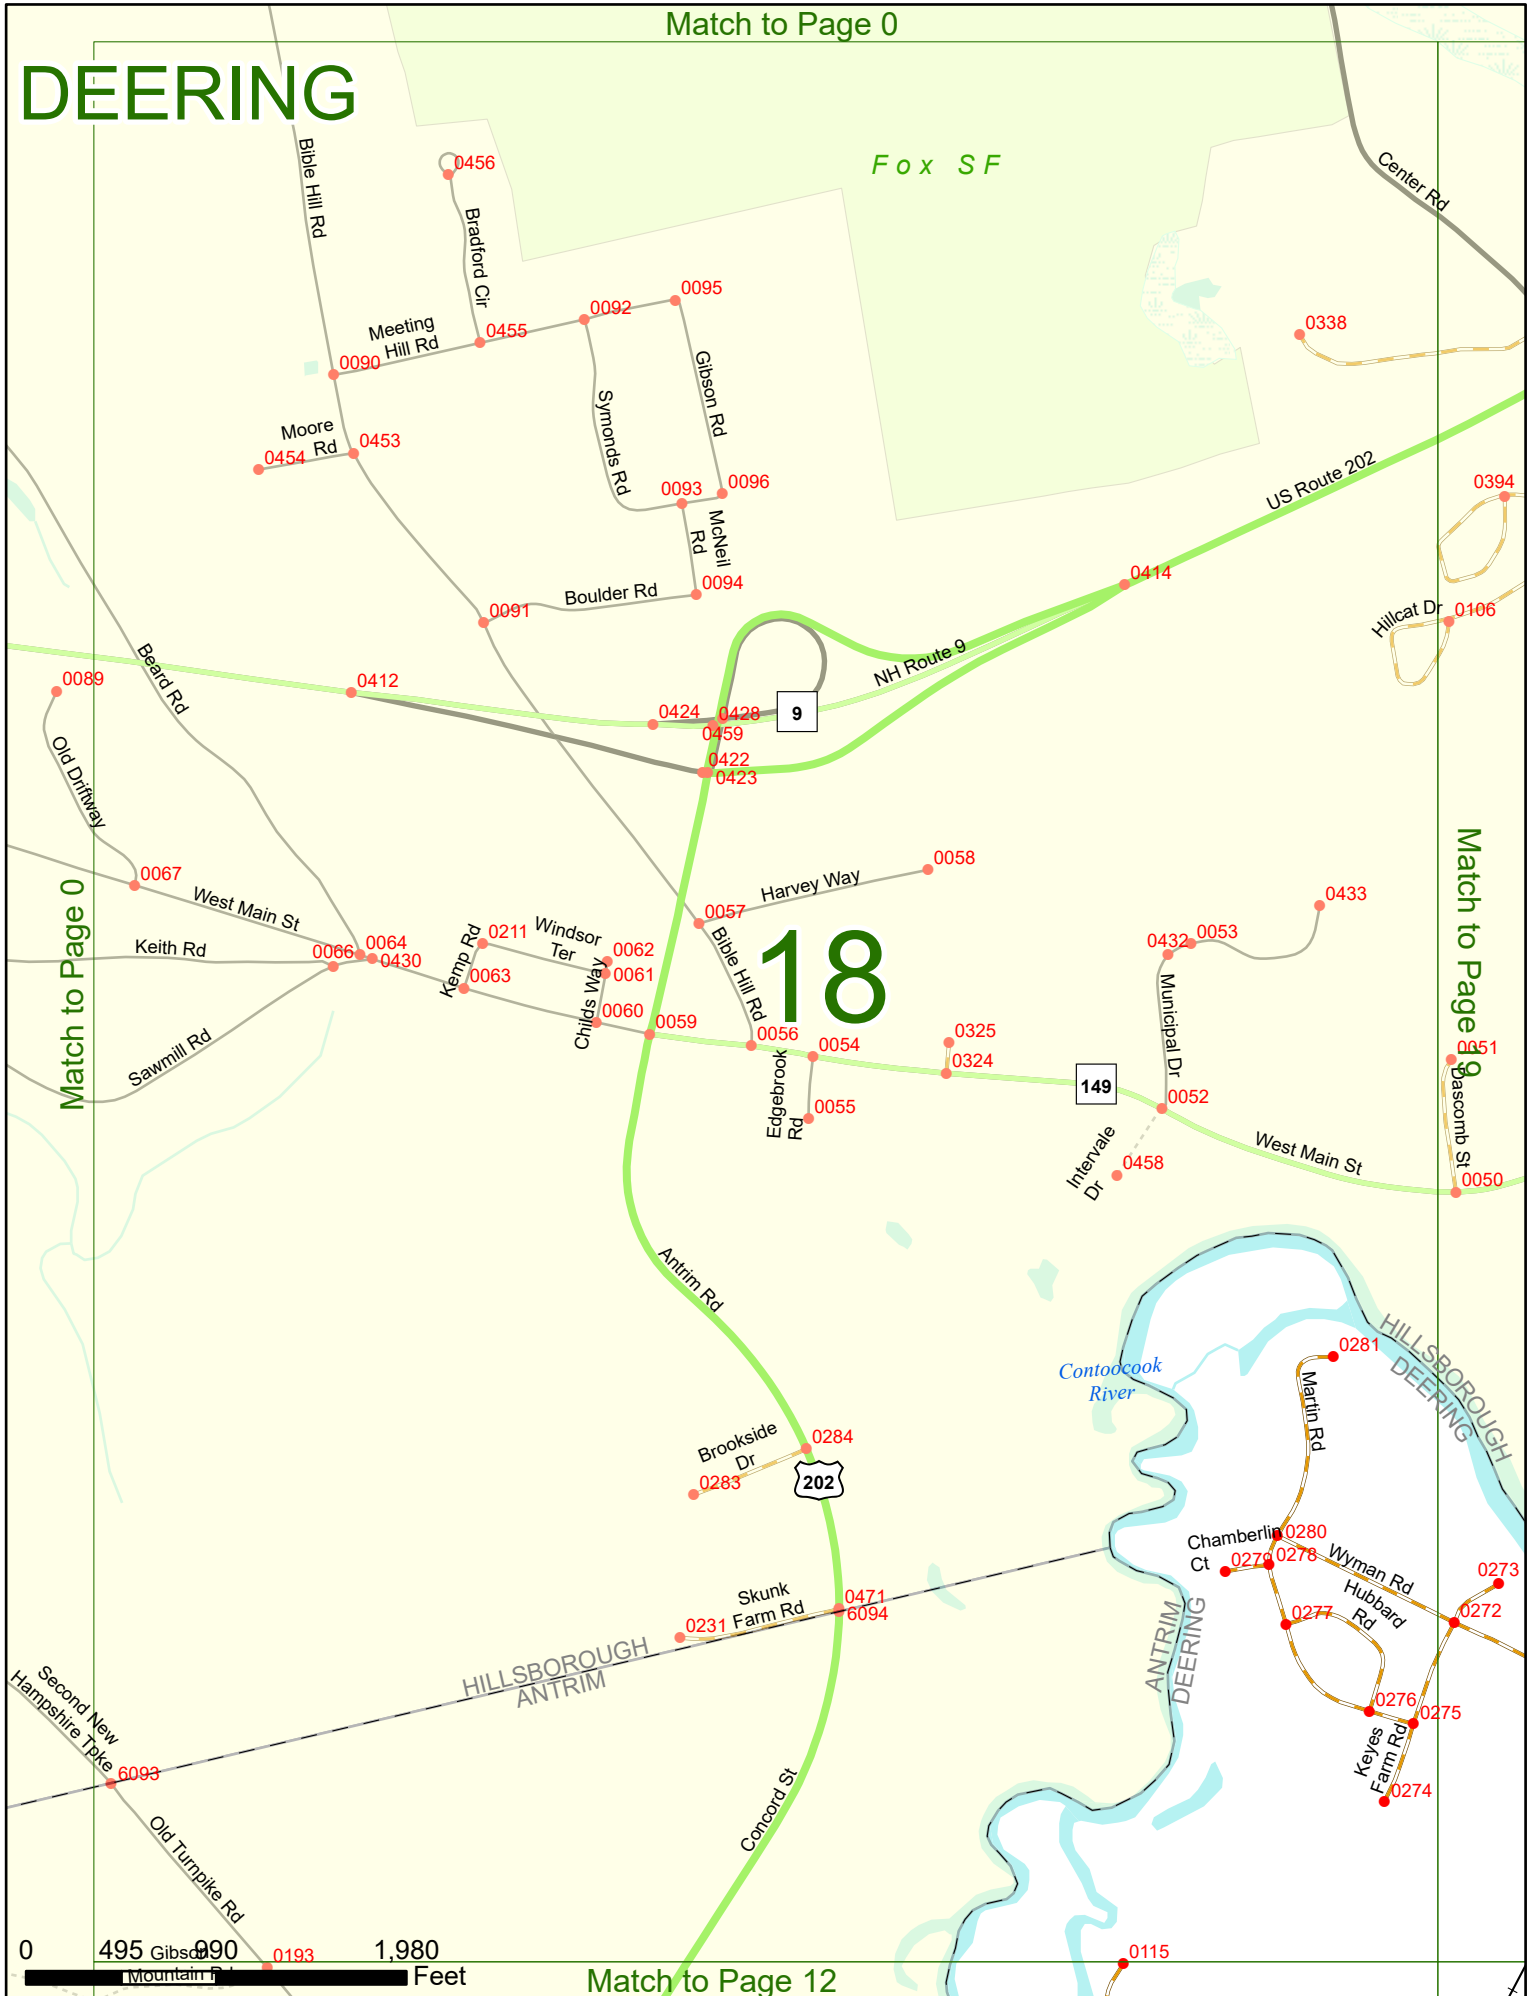 Match to Page 0
DEERING
Fox SF
Bible Hill Rd
0456
Bradford Cir
Center Rd
0095
0092
0338
Meeting
Hill Rd
0455
0090
Gibson Rd
Symonds Rd
Moore
Rd
0453
0454
US Route 202
0096
0093
0394
McNeil
Rd
0414
0094
Boulder Rd
0091
Hillcat Dr
0106
Beard Rd
NH Route 9
0089
0412
0424
0428
9
0459
Old Driftway
0422
0423
Match to Page 0
Match to Page 19
0067
0058
Harvey Way
West Main St
0057
0433
Keith Rd
0064
0066
0430
Kemp Rd
0211
Windsor
Ter
0062
0061
Childs Way
Bible Hill Rd
18
0432
0053
0063
0060
0059
0056
0054
0325
Municipal Dr
Sawmill Rd
Edgebrook
Rd
0324
0051
149
Dascomb St
0055
0052
Intervale
Dr
0458
West Main St
0050
Antrim Rd
Contoocook
River
HILLSBOROUGH
DEERING
0281
Martin Rd
Brookside
Dr
0284
0283
202
Chamberlin
Ct
0280
0279
0278
Wyman Rd
Hubbard
Rd
0273
Skunk
Farm Rd
0471
6094
0231
0277
0272
HILLSBOROUGH
ANTRIM
ANTRIM
DEERING
Second New
Hampshire Tpke
0276
0275
Keyes
Farm Rd
6093
0274
Concord St
Old Turnpike Rd
0193
0115
0 495 990 1,980
Feet
Gibson
Mountain Rd
Match to Page 12